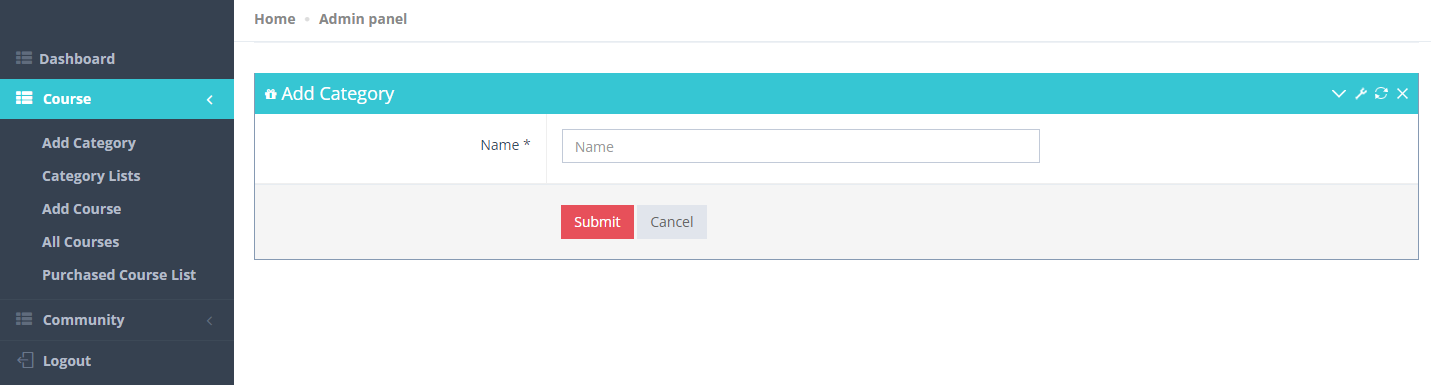 Home • Admin panel
Dashboard
Course
Add Category
Category Lists
Add Course
All Courses
Purchased Course List
Community
Logout
Add Category
Name *
Name
Submit Cancel